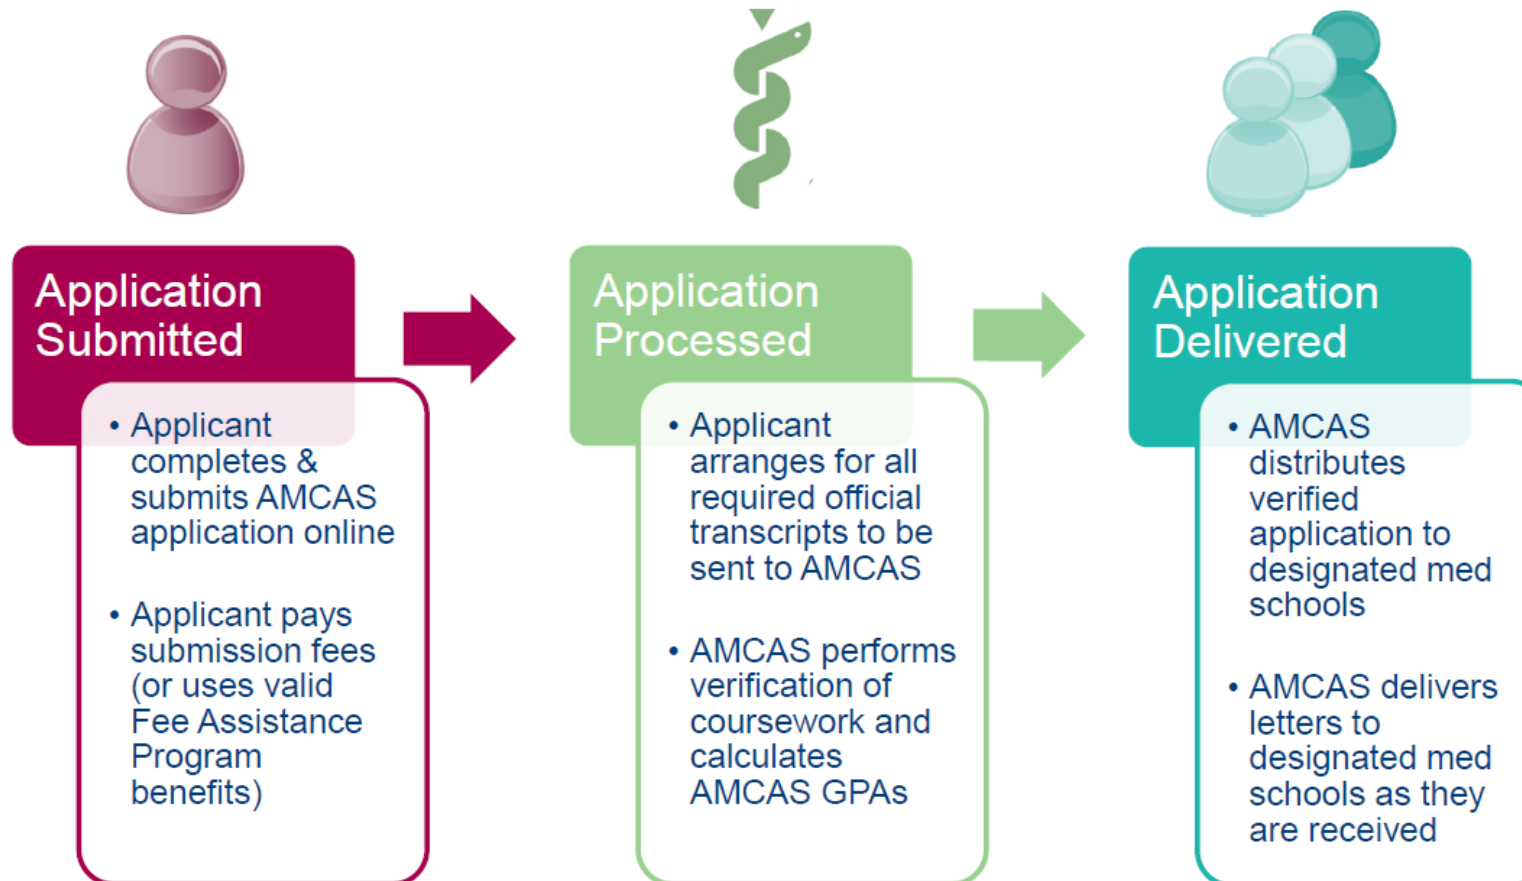 Application
Submitted
• Applicant
completes &
submits AMCAS
application online
• Applicant pays
submission fees
(or uses valid
Fee Assistance
Program
benefits)
Application
Processed
• Applicant
arranges for all
required official
transcripts to be
sent to AMCAS
• AMCAS performs
verification of
coursework and
calculates
AMCAS GPAs
Application
Delivered
• AMCAS
distributes
verified
application to
designated med
schools
• AMCAS delivers
letters to
designated med
schools as they
are received